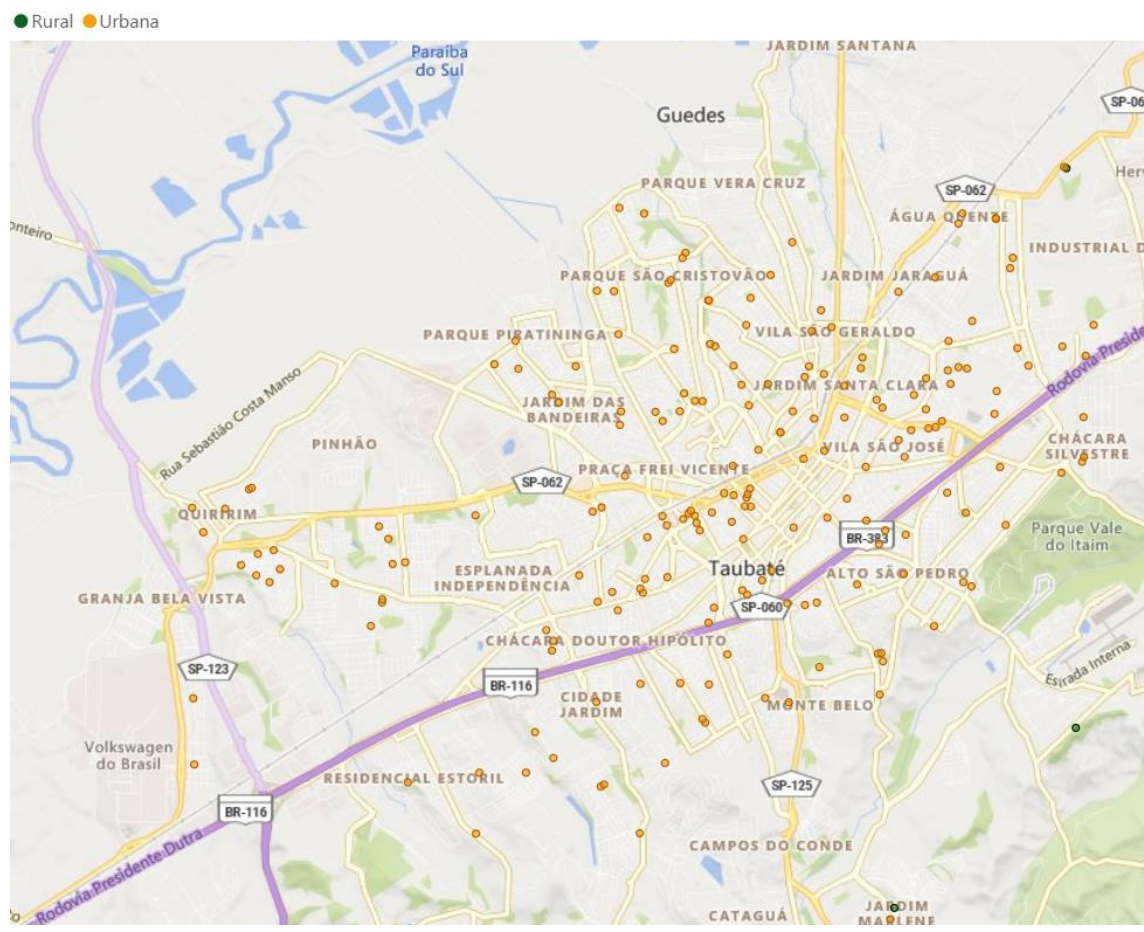 Rural Urbana
JARDIM SANTANA
Paraíba
do Sul
SP-06
Guedes
PARQUE VERA CRUZ
SP-062
Herv
onteiro
ÁGUA QUENTE
INDUSTRIAL D
PARQUE SÃO CRISTOVÃO
JARDIM JARAGUÁ
PARQUE PIRATININGA
VILA SÃO GERALDO
Rodovia Preside
Rua Sebastião Costa Manso
JARDIM SANTA CLARA
JARDIM DAS
BANDEIRAS
PINHÃO
VILA SÃO JOSÉ
CHÁCARA
SILVESTRE
PRAÇA FREI VICENTE
SP-062
QUIRIRIM
BR-383
Parque Vale
do Itaim
Taubaté
ESPLANADA
INDEPENDÊNCIA
ALTO SÃO PEDRO
GRANJA BELA VISTA
SP-060
CHÁCARA DOUTOR HIPÓLITO
Estrada Interna
SP-123
BR-116
CIDADE
JARDIM
MONTE BELO
Volkswagen
do Brasil
RESIDENCIAL ESTORIL
SP-125
BR-116
Rodovia Presidente Dutra
CAMPOS DO CONDE
CATAGUÁ
JARDIM
MARLENE